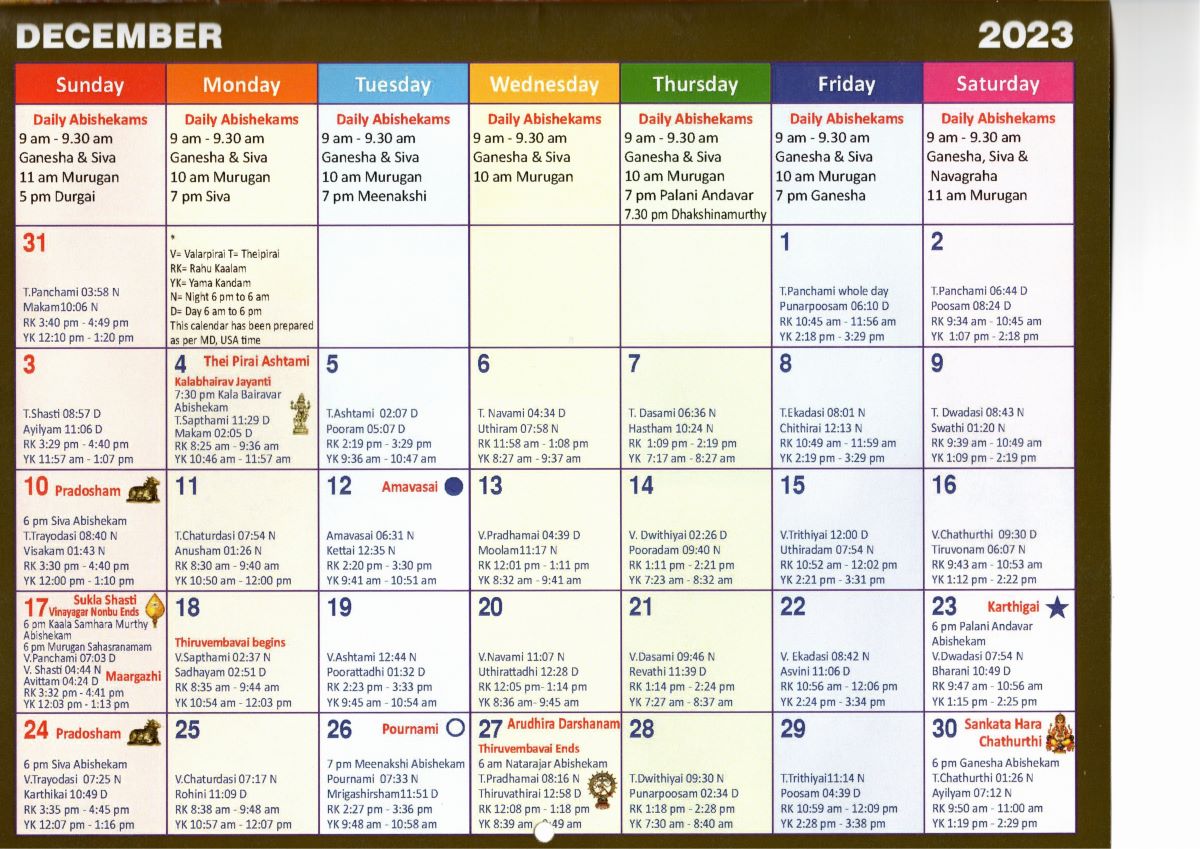 DECEMBER 2023
Sunday Monday Tuesday Wednesday Thursday Friday Saturday
Daily Abishekams
9 am - 9.30 am
Ganesha & Siva
11 am Murugan
5 pm Durgai
Daily Abishekams
9 am - 9.30 am
Ganesha & Siva
10 am Murugan
7 pm Siva
Daily Abishekams
9 am - 9.30 am
Ganesha & Siva
10 am Murugan
7 pm Meenakshi
Daily Abishekams
9 am - 9.30 am
Ganesha & Siva
10 am Murugan
Daily Abishekams
9 am - 9.30 am
Ganesha & Siva
10 am Murugan
7 pm Palani Andavar
7.30 pm Dhakshinamurthy
Daily Abishekams
9 am - 9.30 am
Ganesha & Siva
10 am Murugan
7 pm Ganesha
Daily Abishekams
9 am - 9.30 am
Ganesha, Siva &
Navagraha
11 am Murugan
31
T.Panchami 03:58 N
Makam10:06 N
RK 3:40 pm - 4:49 pm
YK 12:10 pm - 1:20 pm
*
V= Valarpirai T= Theipiral
RK= Rahu Kaalam
YK= Yama Kandam
N= Night 6 pm to 6 am
D= Day 6 am to 6 pm
This calendar has been prepared
as per MD, USA time
1
T.Panchami whole day
Punarpoosam 06:10 D
RK 10:45 am - 11:56 am
YK 2:18 pm - 3:29 pm
2
T.Panchami 06:44 D
Poosam 08:24 D
RK 9:34 am - 10:45 am
YK 1:07 pm - 2:18 pm
3
T.Shasti 08:57 D
Ayilyam 11:06 D
RK 3:29 pm - 4:40 pm
YK 11:57 am - 1:07 pm
4 Thei Pirai Ashtami
Kalabhairav Jayanti
7:30 pm Kala Bairavar
Abishekam
T.Sapthami 11:29 D
Makam 02:05 D
RK 8:25 am - 9:36 am
YK 10:46 am - 11:57 am
5
T.Ashtami 02:07 D
Pooram 05:07 D
RK 2:19 pm - 3:29 pm
YK 9:36 am - 10:47 am
6
T. Navami 04:34 D
Uthiram 07:58 N
RK 11:58 am - 1:08 pm
YK 8:27 am - 9:37 am
7
T. Dasami 06:36 N
Hastham 10:24 N
RK 1:09 pm - 2:19 pm
YK 7:17 am - 8:27 am
8
T.Ekadasi 08:01 N
Chithirai 12:13 N
RK 10:49 am - 11:59 am
YK 2:19 pm - 3:29 pm
9
T. Dwadasi 08:43 N
Swathi 01:20 N
RK 9:39 am - 10:49 am
YK 1:09 pm - 2:19 pm
10 Pradosham
6 pm Siva Abishekam
T.Trayodasi 08:40 N
Visakam 01:43 N
RK 3:30 pm - 4:40 pm
YK 12:00 pm - 1:10 pm
11
T.Chaturdasi 07:54 N
Anusham 01:26 N
RK 8:30 am - 9:40 am
YK 10:50 am - 12:00 pm
12 Amavasai
Amavasai 06:31 N
Kettai 12:35 N
RK 2:20 pm - 3:30 pm
YK 9:41 am - 10:51 am
13
V.Pradhamai 04:39 D
Moolam11:17 N
RK 12:01 pm - 1:11 pm
YK 8:32 am - 9:41 am
14
V. Dwithiyai 02:26 D
Pooradam 09:40 N
RK 1:11 pm - 2:21 pm
YK 7:23 am - 8:32 am
15
V.Trithiyai 12:00 D
Uthiradam 07:54 N
RK 10:52 am - 12:02 pm
YK 2:21 pm - 3:31 pm
16
V.Chathurthi 09:30 D
Tiruvonam 06:07 N
RK 9:43 am - 10:53 am
YK 1:12 pm - 2:22 pm
17 Sukla Shasti
Vinayagar Nonbu Ends
6 pm Kaala Samhara Murthy
Abishekam
6 pm Murugan Sahasranamam
V.Panchami 07:03 D
V. Shasti 04:44 N
Avittam 04:24 D Maargazhi
RK 3:32 pm - 4:41 pm
YK 12:03 pm - 1:13 pm
18
Thiruvembavai begins
V.Sapthami 02:37 N
Sadhayam 02:51 D
RK 8:35 am - 9:44 am
YK 10:54 am - 12:03 pm
19
V.Ashtami 12:44 N
Poorattadhi 01:32 D
RK 2:23 pm - 3:33 pm
YK 9:45 am - 10:54 am
20
V.Navami 11:07 N
Uthirattadhi 12:28 D
RK 12:05 pm- 1:14 pm
YK 8:36 am- 9:45 am
21
V.Dasami 09:46 N
Revathi 11:39 D
RK 1:14 pm - 2:24 pm
YK 7:27 am - 8:37 am
22
V. Ekadasi 08:42 N
Asvini 11:06 D
RK 10:56 am - 12:06 pm
YK 2:24 pm - 3:34 pm
23 Karthigai
6 pm Palani Andavar
Abishekam
V.Dwadasi 07:54 N
Bharani 10:49 D
RK 9:47 am - 10:56 am
YK 1:15 pm - 2:25 pm
24 Pradosham
6 pm Siva Abishekam
V.Trayodasi 07:25 N
Karthikai 10:49 D
RK 3:35 pm - 4:45 pm
YK 12:07 pm - 1:16 pm
25
V.Chaturdasi 07:17 N
Rohini 11:09 D
RK 8:38 am - 9:48 am
YK 10:57 am - 12:07 pm
26 Pournami
7 pm Meenakshi Abishekam
Pournami 07:33 N
Mrigashirsham11:51 D
RK 2:27 pm - 3:36 pm
YK 9:48 am - 10:58 am
27 Arudhira Darshanam
Thiruvembavai Ends
6 am Natarajar Abishekam
T.Pradhamai 08:16 N
Thiruvathirai 12:58 D
RK 12:08 pm - 1:18 pm
YK 8:39 am - :49 am
28
T.Dwithiyai 09:30 N
Punarpoosam 02:34 D
RK 1:18 pm - 2:28 pm
YK 7:30 am - 8:40 am
29
T.Trithiyai11:14 N
Poosam 04:39 D
RK 10:59 am - 12:09 pm
YK 2:28 pm - 3:38 pm
30 Sankata Hara
Chathurthi
6 pm Ganesha Abishekam
T.Chathurthi 01:26 N
Ayilyam 07:12 N
RK 9:50 am - 11:00 am
YK 1:19 pm - 2:29 pm